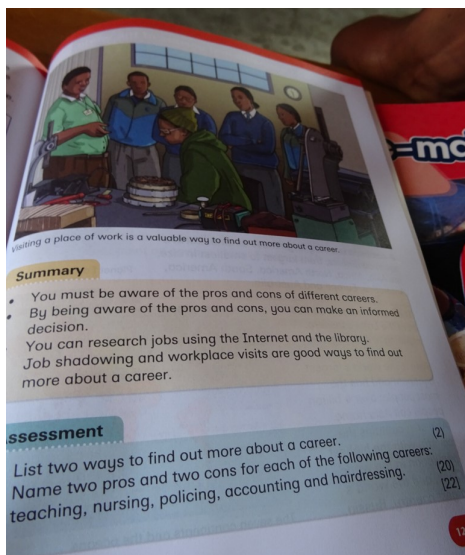 Visiting a place of work is a valuable way to find out more about a career.
Summary
• You must be aware of the pros and cons of different careers.
• By being aware of the pros and cons, you can make an informed
decision.
You can research jobs using the Internet and the library.
Job shadowing and workplace visits are good ways to find out
more about a career.
ssessment
List two ways to find out more about a career. (2)
Name two pros and two cons for each of the following careers:
teaching, nursing, policing, accounting and hairdressing. (20)
[22]